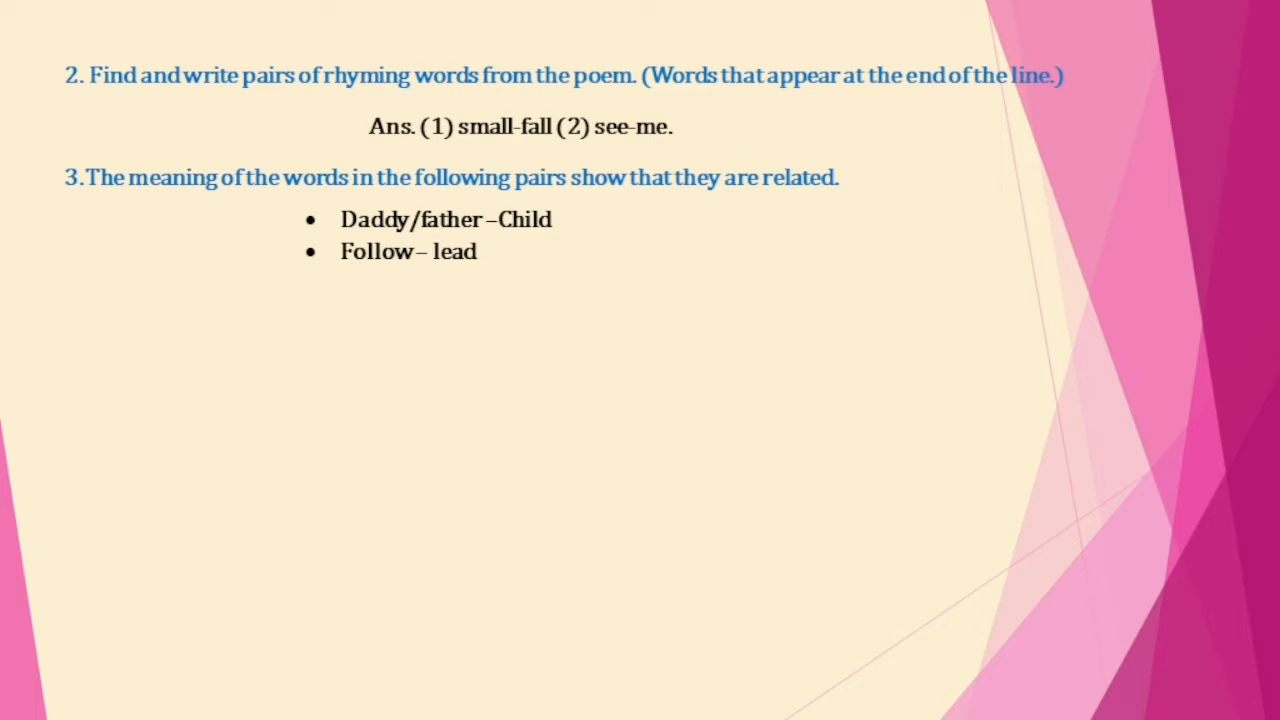 2. Find and write pairs of rhyming words from the poem. (Words that appear at the end of the line.)
Ans. (1) small-fall (2) see-me.
3.The meaning of the words in the following pairs show that they are related.
• Daddy/father –Child
• Follow – lead